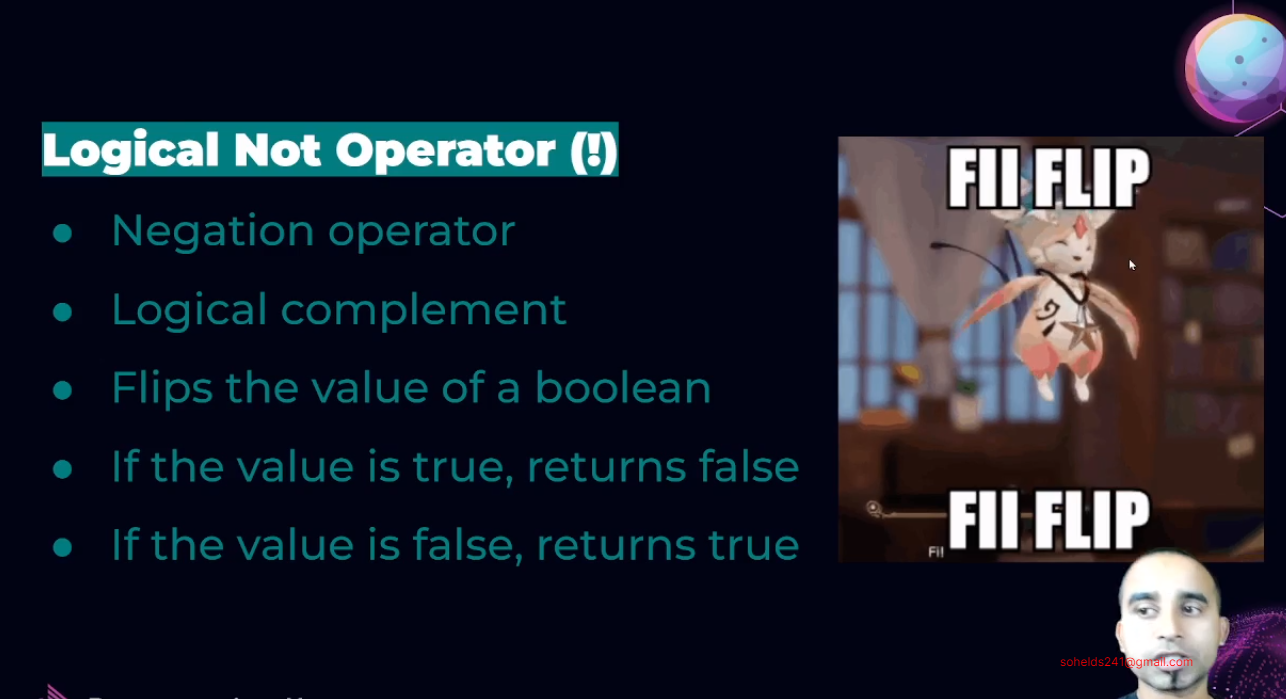 Logical Not Operator (!)
● Negation operator
● Logical complement
● Flips the value of a boolean
● If the value is true, returns false
● If the value is false, returns true
FII FLIP
FII FLIP
Fii!
sohelds241@gmail.com